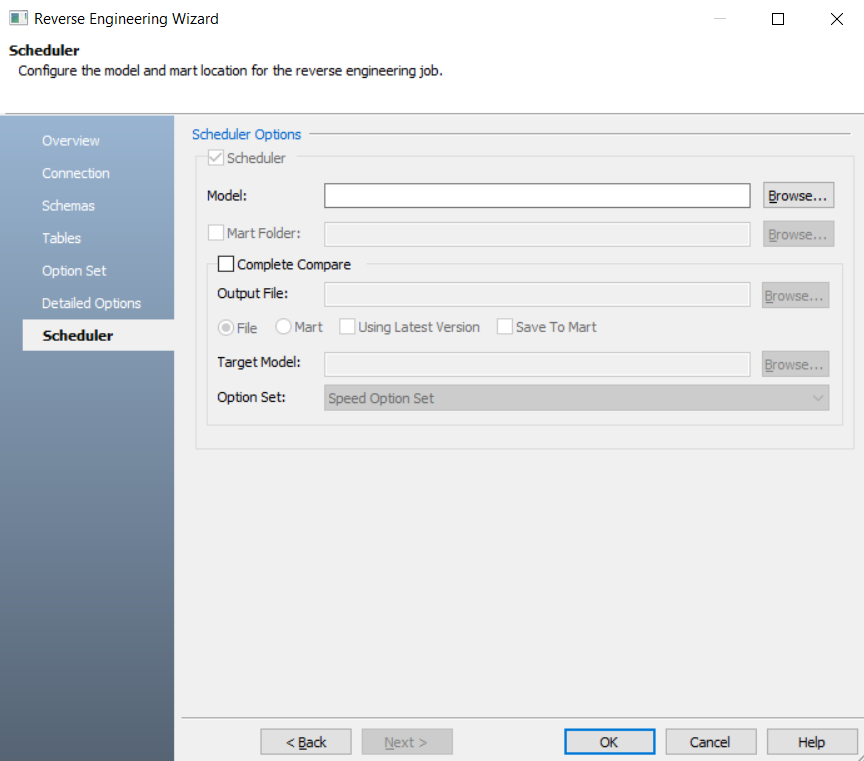 Reverse Engineering Wizard
Scheduler
Configure the model and mart location for the reverse engineering job.
Overview
Connection
Schemas
Tables
Option Set
Detailed Options
Scheduler
Scheduler Options
Scheduler
Model: Browse...
Mart Folder: Browse...
Complete Compare
Output File: Browse...
File Mart Using Latest Version Save To Mart
Target Model: Browse...
Option Set: Speed Option Set
< Back Next > OK Cancel Help